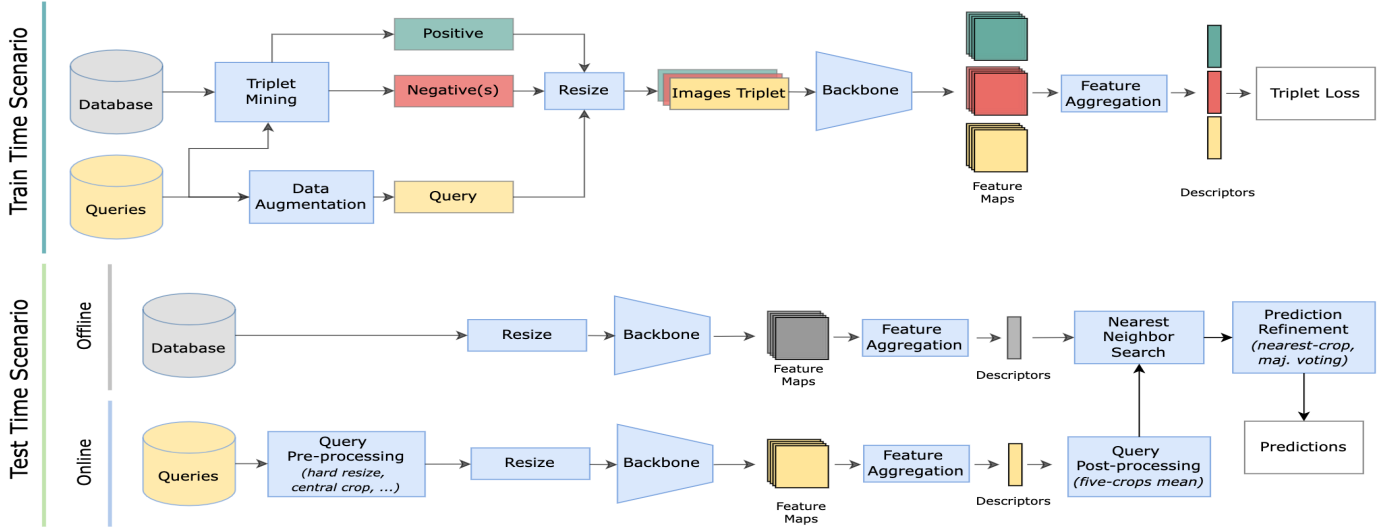 Train Time Scenario
Database
Queries
Triplet
Mining
Data
Augmentation
Positive
Negative(s)
Query
Resize
Images Triplet
Backbone
Feature
Maps
Feature
Aggregation
Descriptors
Triplet Loss
Test Time Scenario
Offline
Database
Resize
Backbone
Feature
Maps
Feature
Aggregation
Descriptors
Nearest
Neighbor
Search
Prediction
Refinement
(nearest-crop,
maj. voting)
Online
Queries
Query
Pre-processing
(hard resize,
central crop, ...)
Resize
Backbone
Feature
Maps
Feature
Aggregation
Descriptors
Query
Post-processing
(five-crops mean)
Predictions